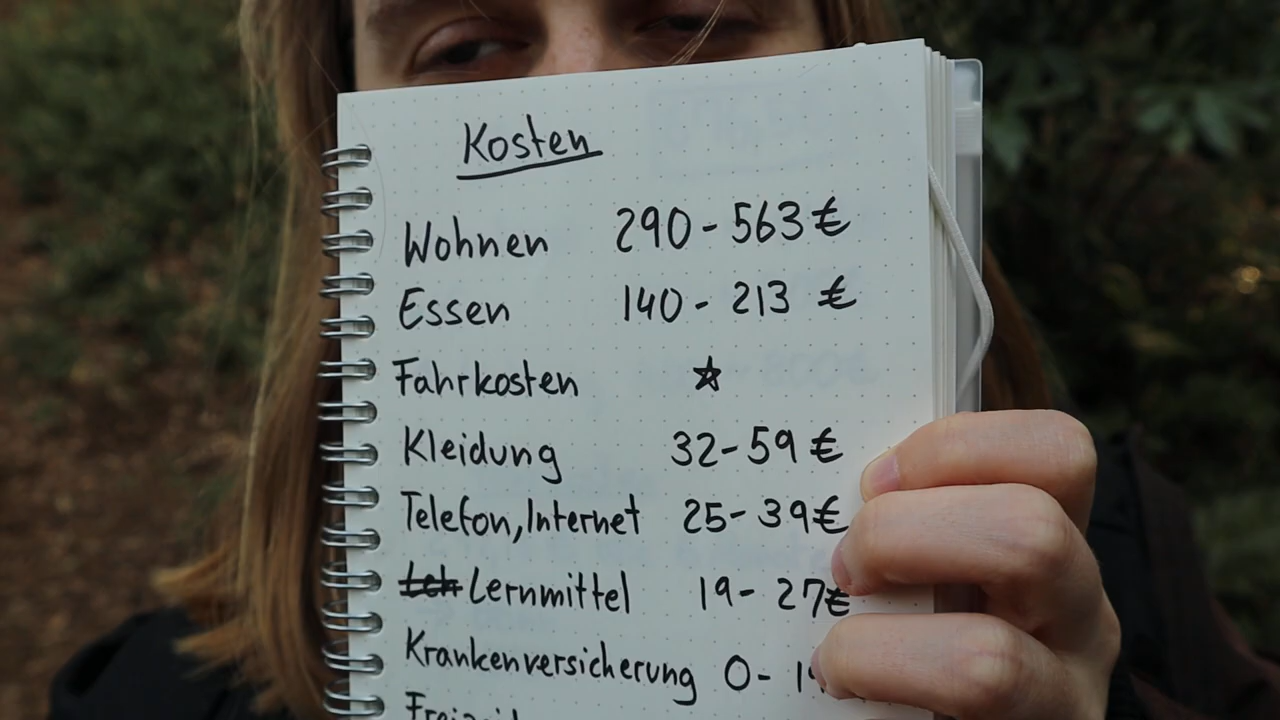 Kosten
Wohnen 290 - 563 €
Essen 140 - 213 €
Fahrkosten ☆
Kleidung 32 - 59 €
Telefon, Internet 25 - 39 €
Lernmittel 19 - 27 €
Krankenversicherung 0 -